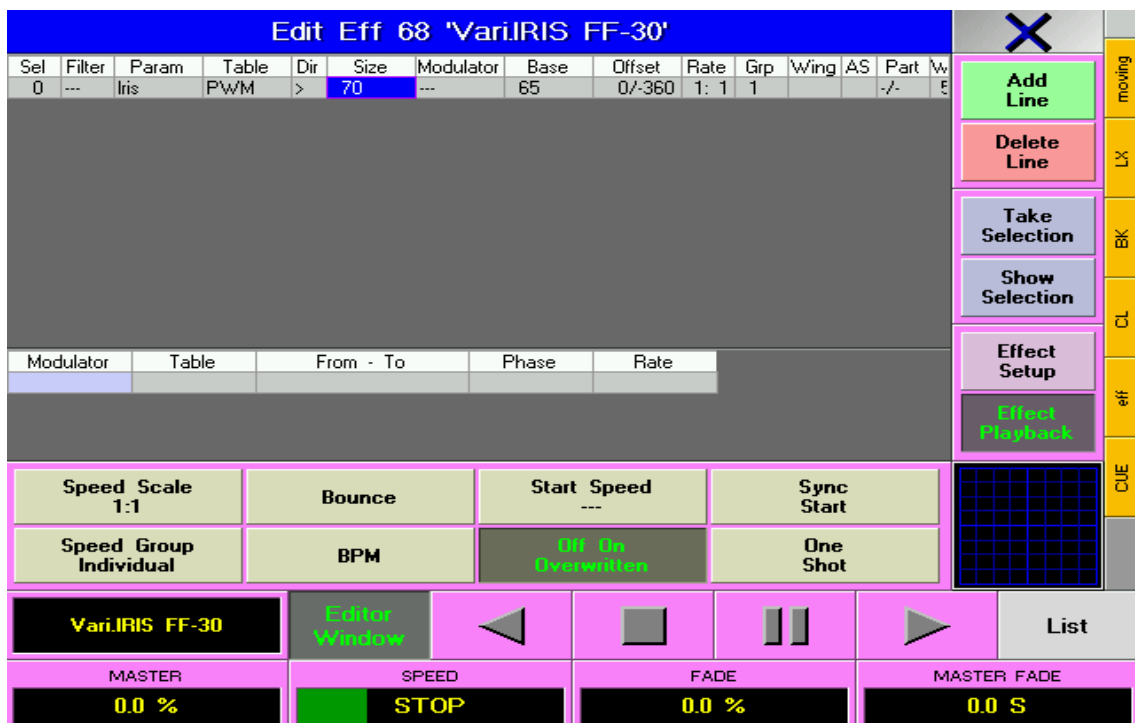 Edit Eff 68 'Vari.IRIS FF-30'
Sel Filter Param Table Dir Size Modulator Base Offset Rate Grp Wing AS Part W
0 --- Iris PWM > 70 --- 65 0/-360 1: 1 1 -/- 5
Add
Line
Delete
Line
Take
Selection
Show
Selection
Effect
Setup
Effect
Playback
moving
LX
BK
CL
eff
CUE
Modulator Table From - To Phase Rate
Speed Scale
1:1
Bounce
Start Speed
---
Sync
Start
Speed Group
Individual
BPM
Off On
Overwritten
One
Shot
Vari.IRIS FF-30
Editor
Window
List
MASTER
0.0 %
SPEED
STOP
FADE
0.0 %
MASTER FADE
0.0 S